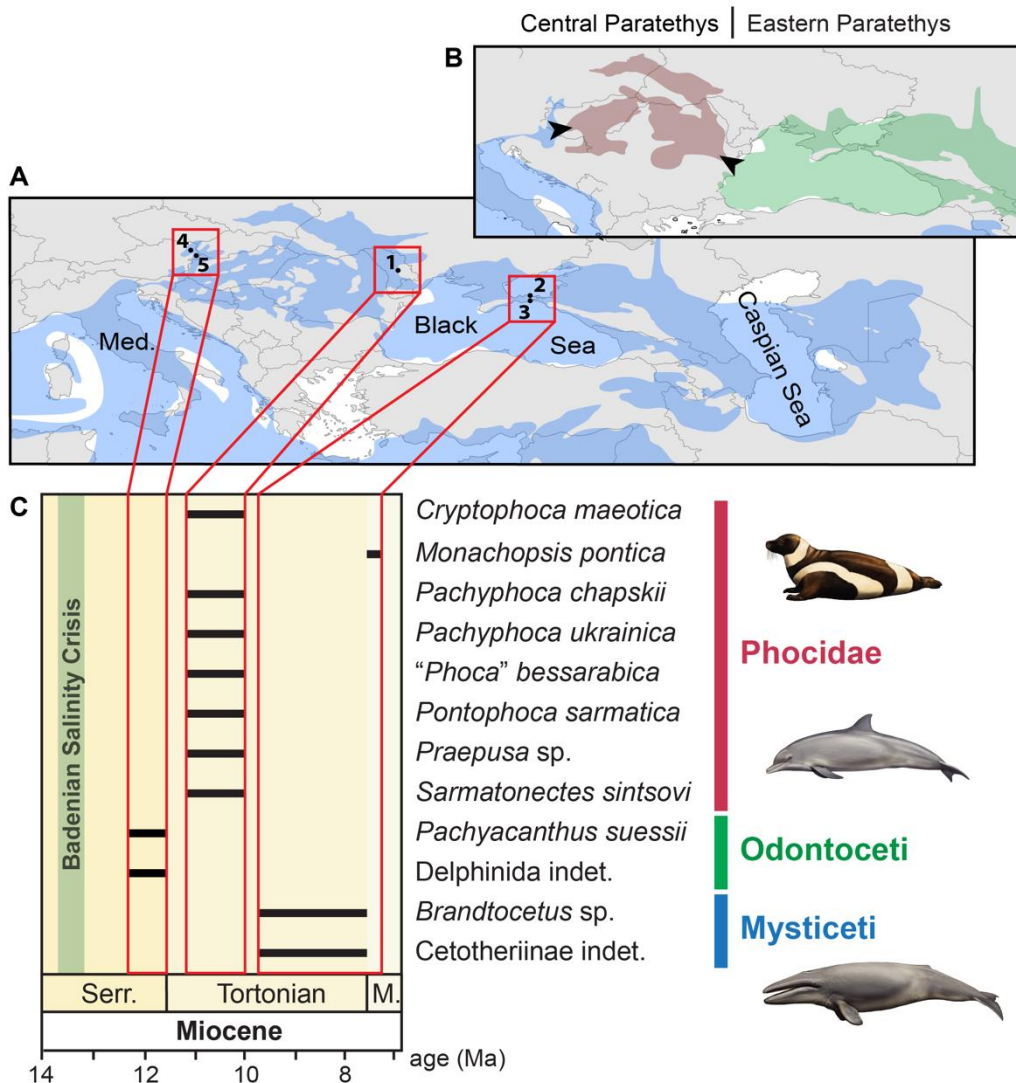 Central Paratethys | Eastern Paratethys
B
A
4
5
1
2
3
Med.
Black
Sea
Caspian Sea
C
Badenian Salinity Crisis
Cryptophoca maeotica
Monachopsis pontica
Pachyphoca chapskii
Pachyphoca ukrainica
“Phoca” bessarabica
Pontophoca sarmatica
Praepusa sp.
Sarmatonectes sintsovi
Pachyacanthus suessii
Delphinida indet.
Brandtocetus sp.
Cetotheriinae indet.
Phocidae
Odontoceti
Mysticeti
Serr.
Tortonian
M.
Miocene
14
12
10
8
age (Ma)